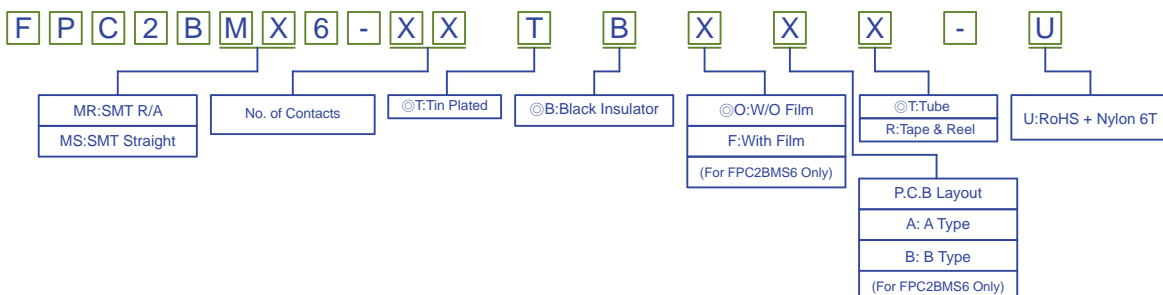 F P C 2 B M X 6 - X X T B X X X - U
MR:SMT R/A
MS:SMT Straight
No. of Contacts
◎T:Tin Plated
◎B:Black Insulator
◎O:W/O Film
F:With Film
(For FPC2BMS6 Only)
◎T:Tube
R:Tape & Reel
U:RoHS + Nylon 6T
P.C.B Layout
A: A Type
B: B Type
(For FPC2BMS6 Only)